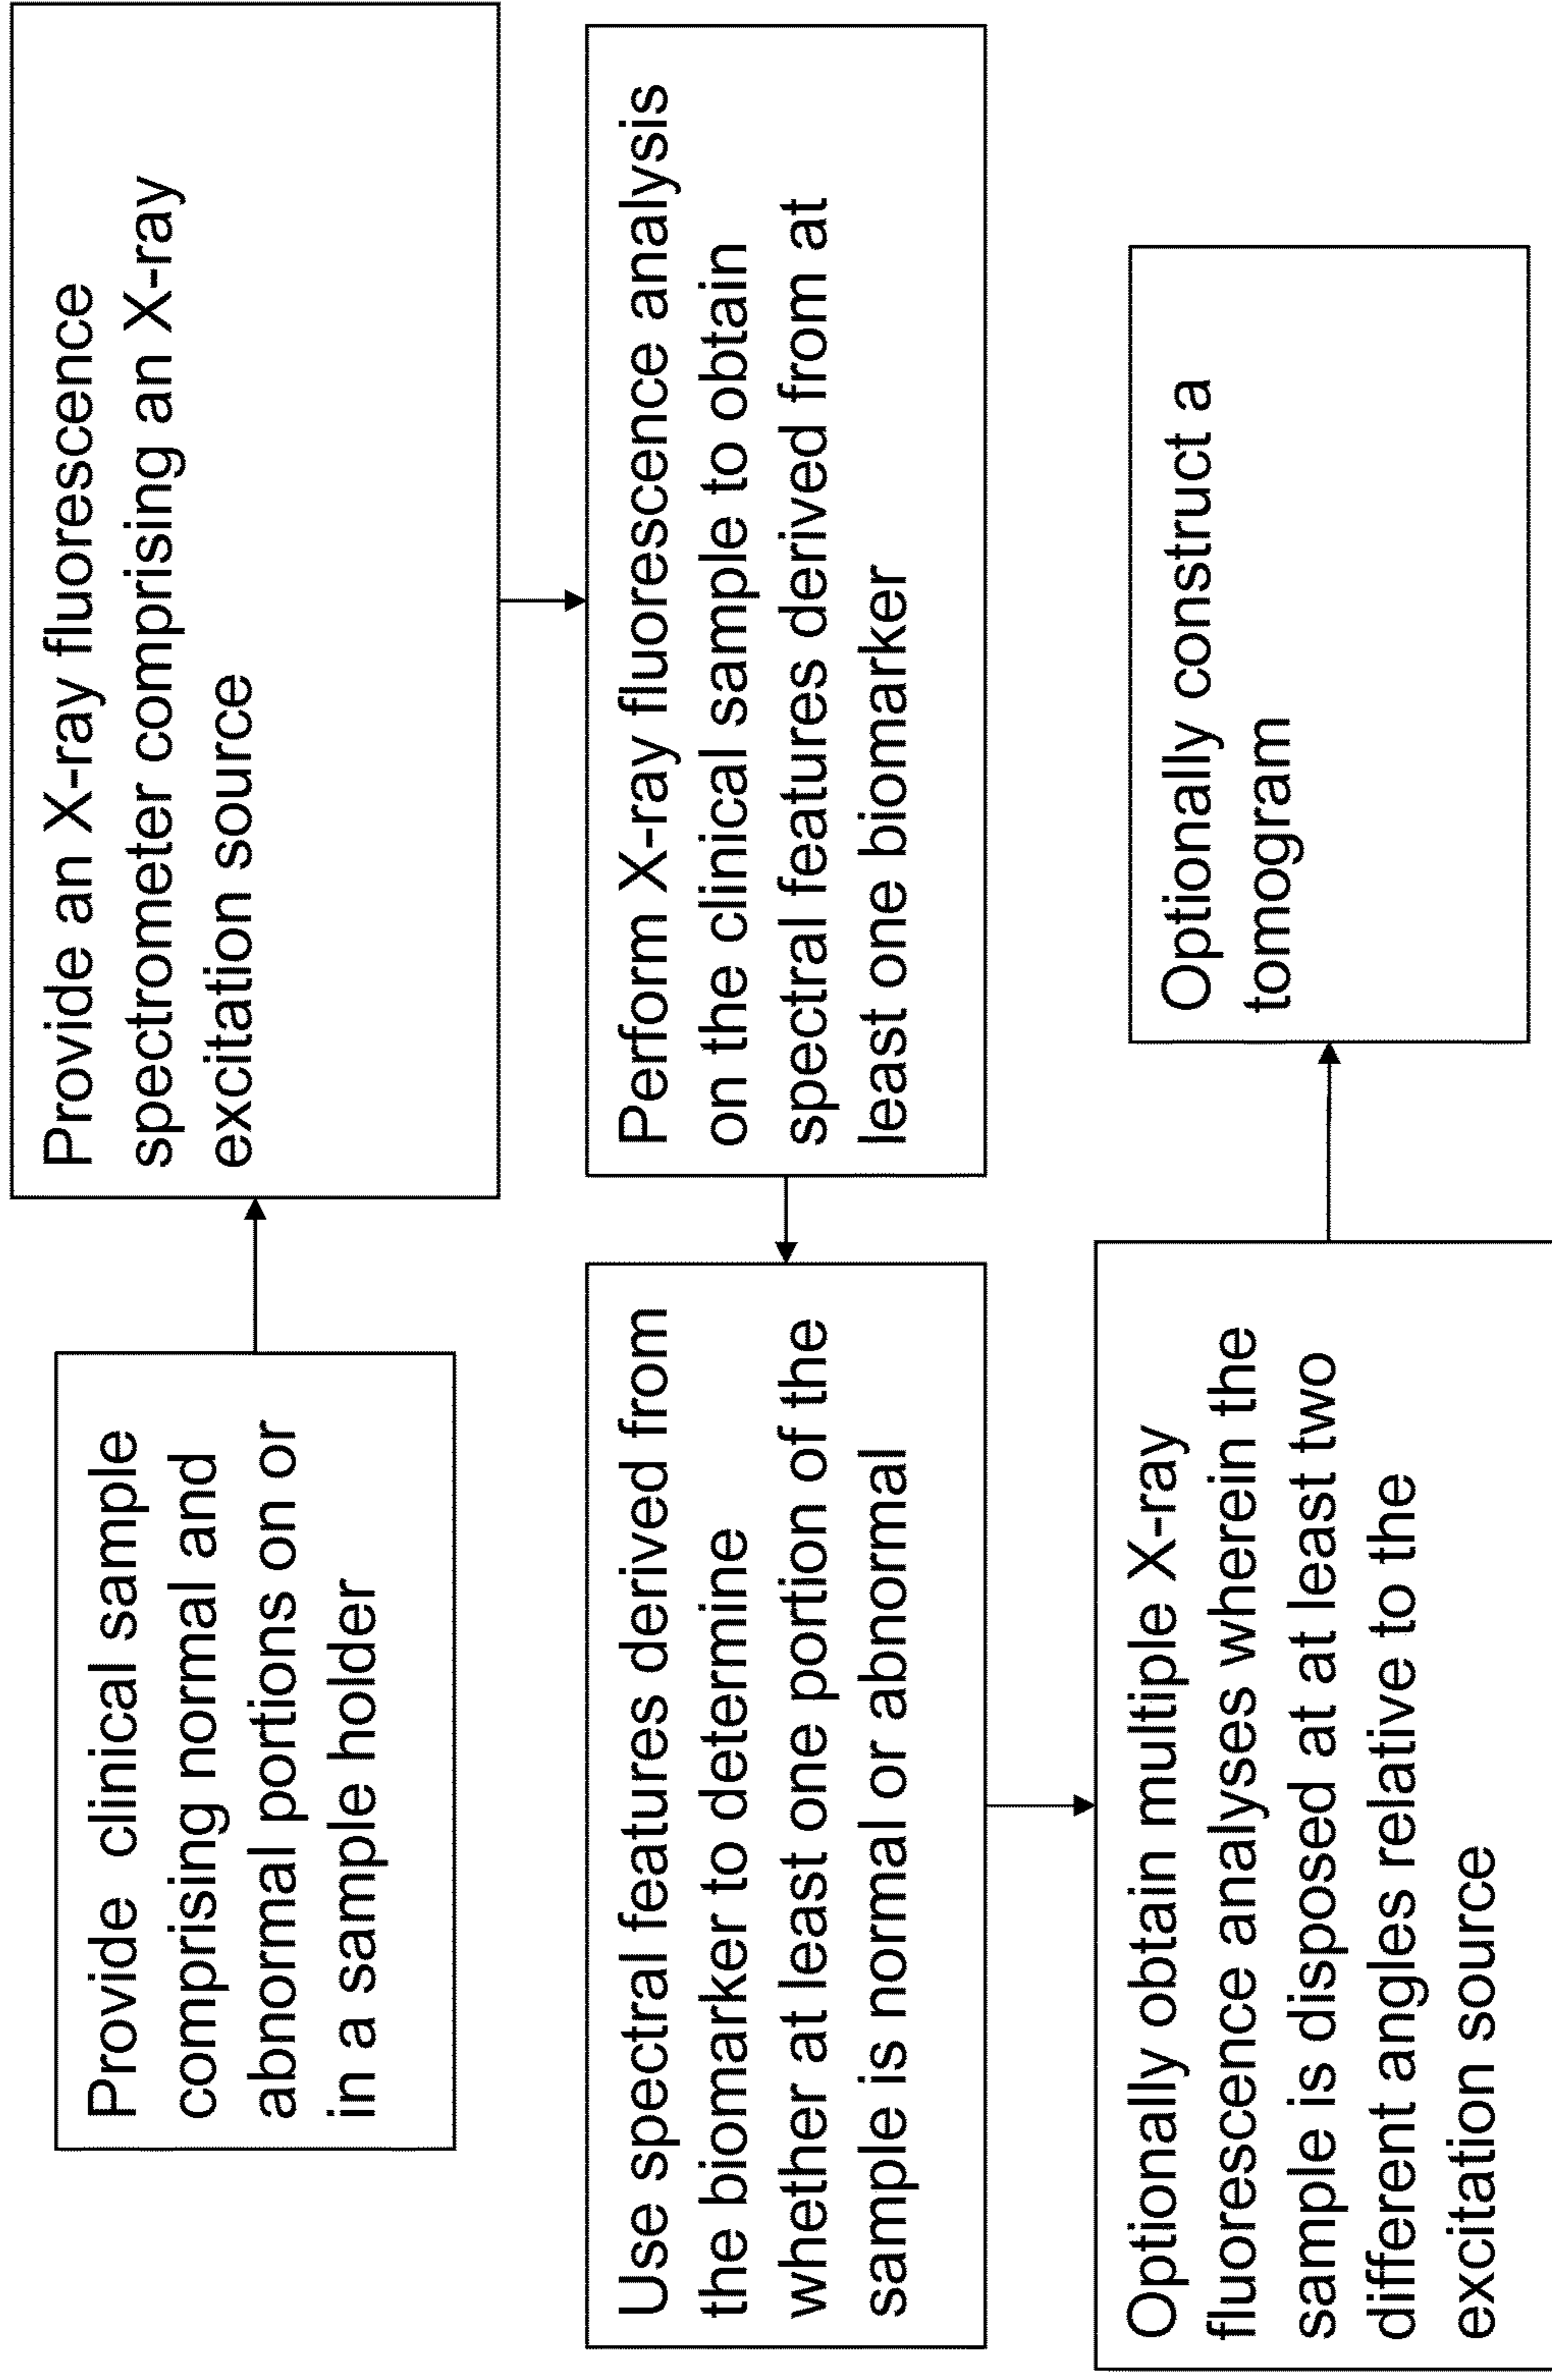 Provide clinical sample
comprising normal and
abnormal portions on or
in a sample holder
Provide an X-ray fluorescence
spectrometer comprising an X-ray
excitation source
Perform X-ray fluorescence analysis
on the clinical sample to obtain
spectral features derived from at
least one biomarker
Use spectral features derived from
the biomarker to determine
whether at least one portion of the
sample is normal or abnormal
Optionally obtain multiple X-ray
fluorescence analyses wherein the
sample is disposed at at least two
different angles relative to the
excitation source
Optionally construct a
tomogram